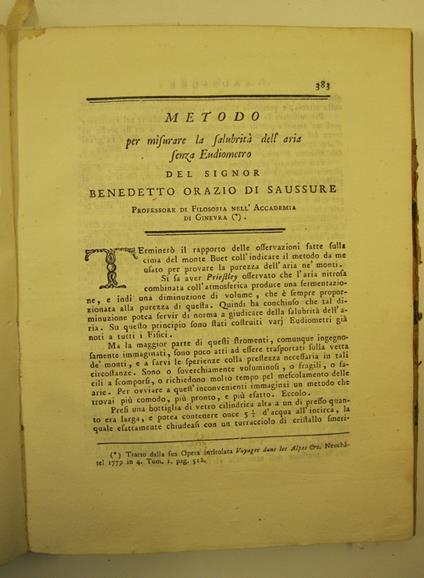 383
METODO
per misurare la salubrità dell' aria
senza Eudiometro
DEL SIGNOR
BENEDETTO ORAZIO DI SAUSSURE
PROFESSORE DI FILOSOFIA NELL' ACCADEMIA
DI GINEVRA (*).
TErminerò il rapporto delle osservazioni fatte sulla
cima del monte Buet coll' indicare il metodo da me
usato per provare la purezza dell' aria ne' monti.
Si sa aver Priestley osservato che l' aria nitrosa
combinata coll' atmosferica produce una fermentazio-
ne, e indi una diminuzione di volume, che è sempre propor-
zionata alla purezza di questa. Quindi ha conchiuso che tal di-
minuzione potea servir di norma a giudicare della salubrità dell' a-
ria. Su questo principio sono stati costruiti varj Eudiometri già
noti a tutti i Fisici.
Ma la maggior parte di questi stromenti, comunque ingegno-
samente immaginati, sono poco atti ad essere trasportati sulla vetta
de' monti, e a farvi le sperienze colla prestezza necessaria in tali
circostanze. Sono o soverchiamente voluminosi, o fragili, o fa-
cili a scomporsi, o richiedono molto tempo pel mescolamento delle
arie. Per ovviare a quest' inconvenienti immaginai un metodo che
trovai più comodo, più pronto, e più esatto. Eccolo.
Presi una bottiglia di vetro cilindrica alta a un di presso quan-
to era larga, e potea contenere once 5 1/2 d' acqua all' incirca, la
quale esattamente chiudeasi con un turracciolo di cristallo smeri-
(*) Tratto dalla sua Opera intitolata Voyages dans les Alpes &c. Neuchâ-
tel 1779 in 4. Tom. 1. pag. 512.